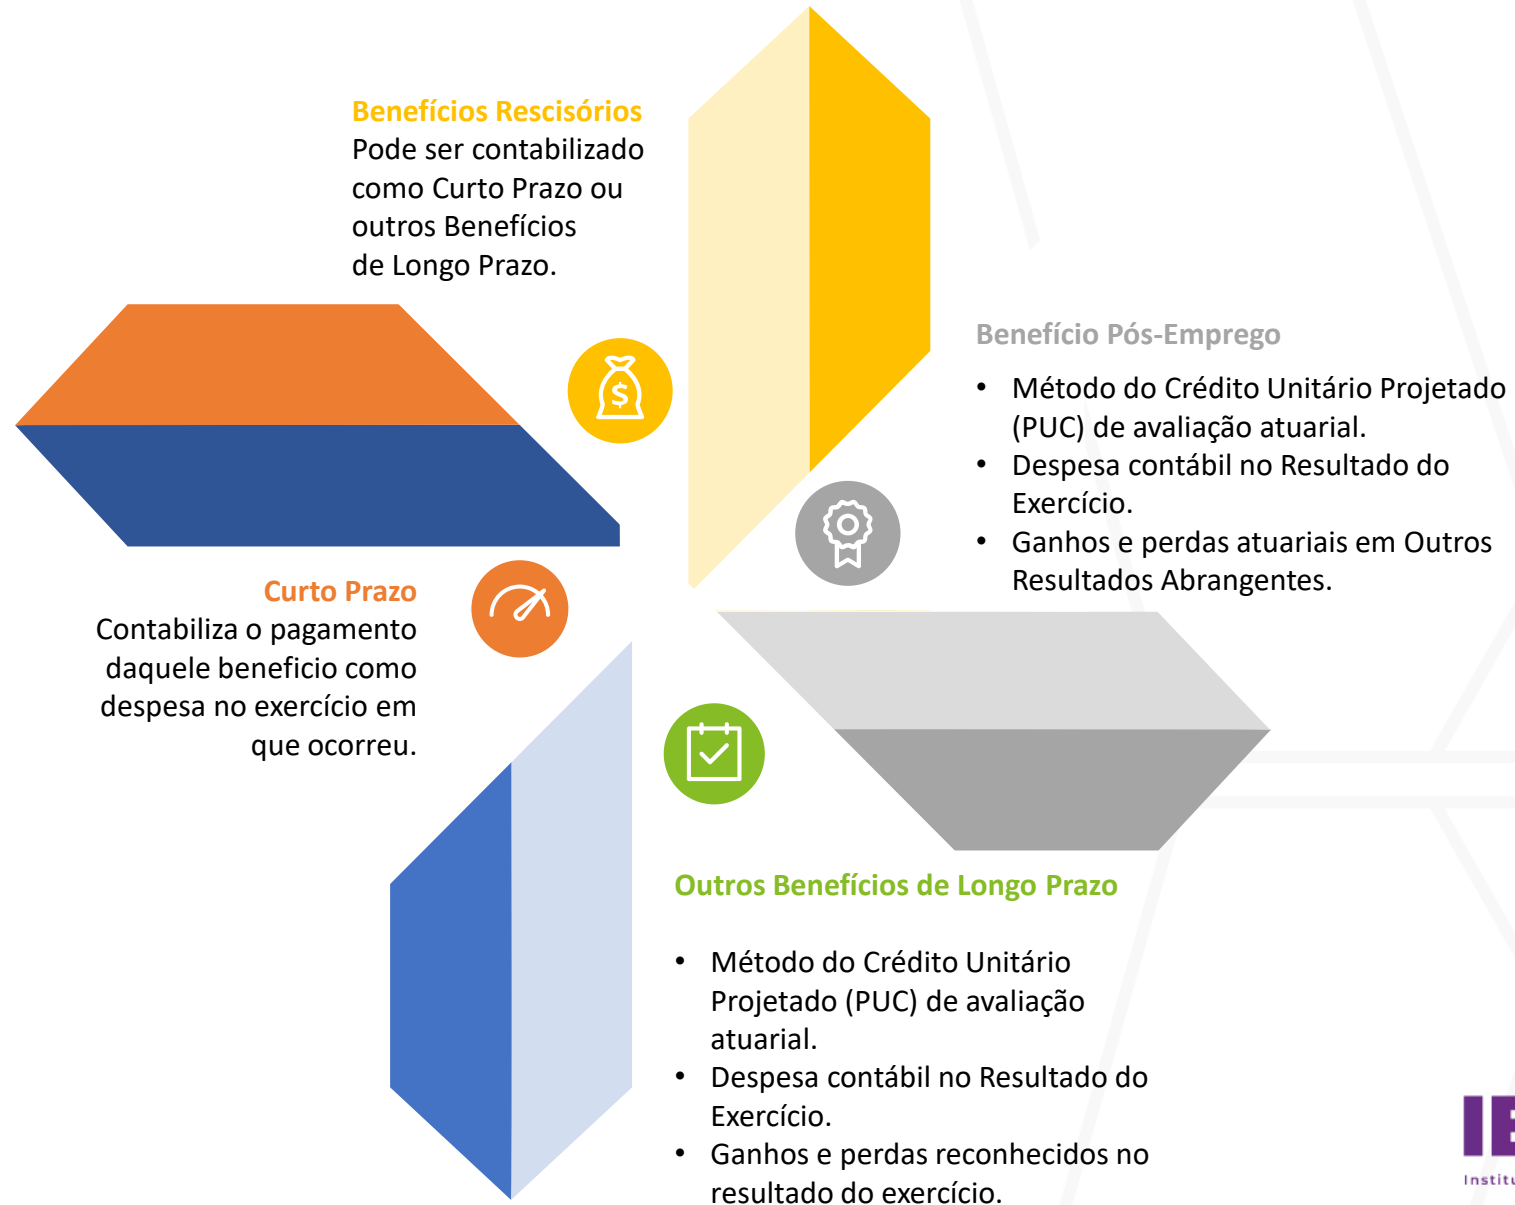 Benefícios Rescisórios
Pode ser contabilizado
como Curto Prazo ou
outros Benefícios
de Longo Prazo.
$
Benefício Pós-Emprego
• Método do Crédito Unitário Projetado
(PUC) de avaliação atuarial.
• Despesa contábil no Resultado do
Exercício.
• Ganhos e perdas atuariais em Outros
Resultados Abrangentes.
Curto Prazo
Contabiliza o pagamento
daquele beneficio como
despesa no exercício em
que ocorreu.
Outros Benefícios de Longo Prazo
• Método do Crédito Unitário
Projetado (PUC) de avaliação
atuarial.
• Despesa contábil no Resultado do
Exercício.
• Ganhos e perdas reconhecidos no
resultado do exercício.